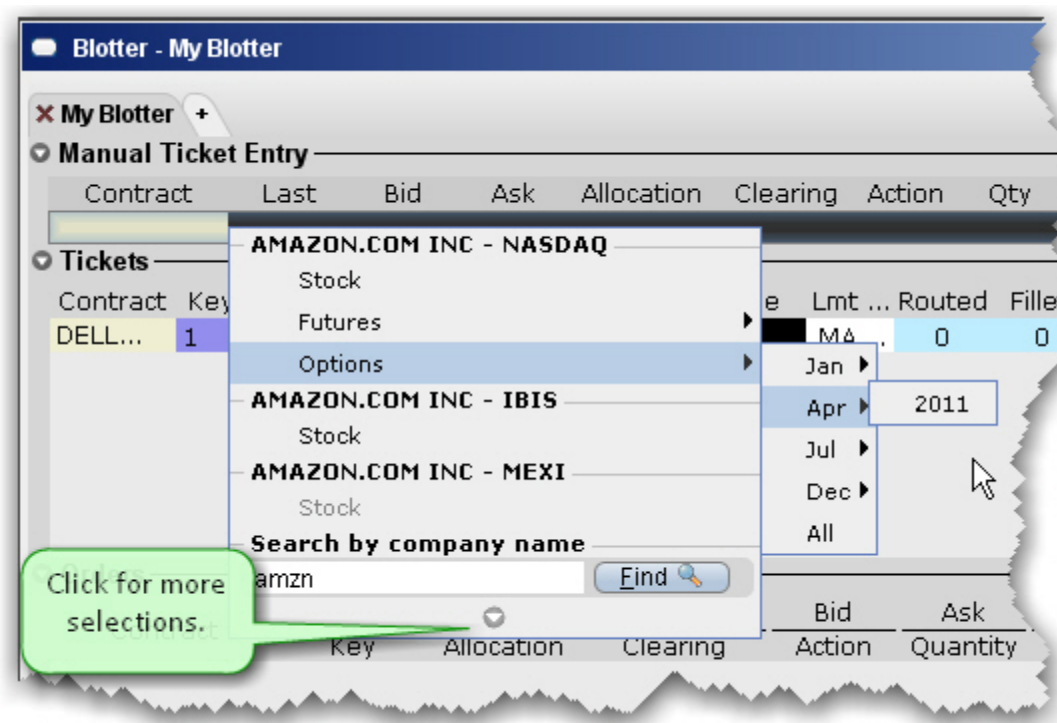 Blotter - My Blotter
My Blotter +
Manual Ticket Entry
Contract Last Bid Ask Allocation Clearing Action Qty
AMAZON.COM INC - NASDAQ
Tickets
Stock
Contract Key e Lmt ... Routed Fille
Futures
DELL... 1 MA... 0 0
Options
Jan
AMAZON.COM INC - IBIS
Apr 2011
Stock
Jul
AMAZON.COM INC - MEXI
Dec
Stock
All
Search by company name
amzn Find
Click for more
selections.
Bid Ask
Key Allocation Clearing Action Quantity